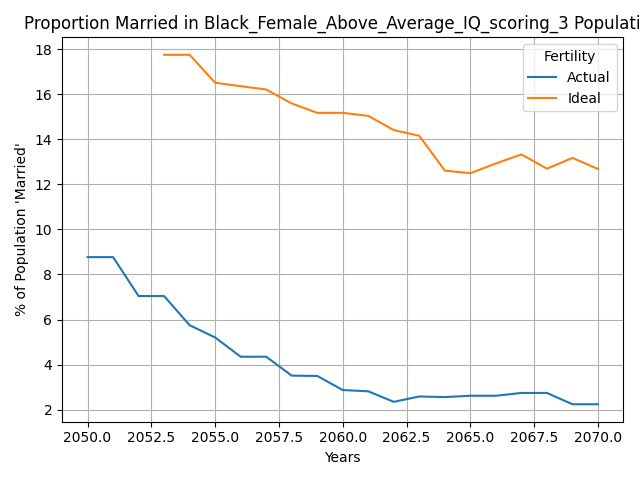 Proportion Married in Black_Female_Above_Average_IQ_scoring_3 Populati
18
16
14
12
10
8
6
4
2
% of Population 'Married'
Fertility
Actual
Ideal
2050.0 2052.5 2055.0 2057.5 2060.0 2062.5 2065.0 2067.5 2070.0
Years